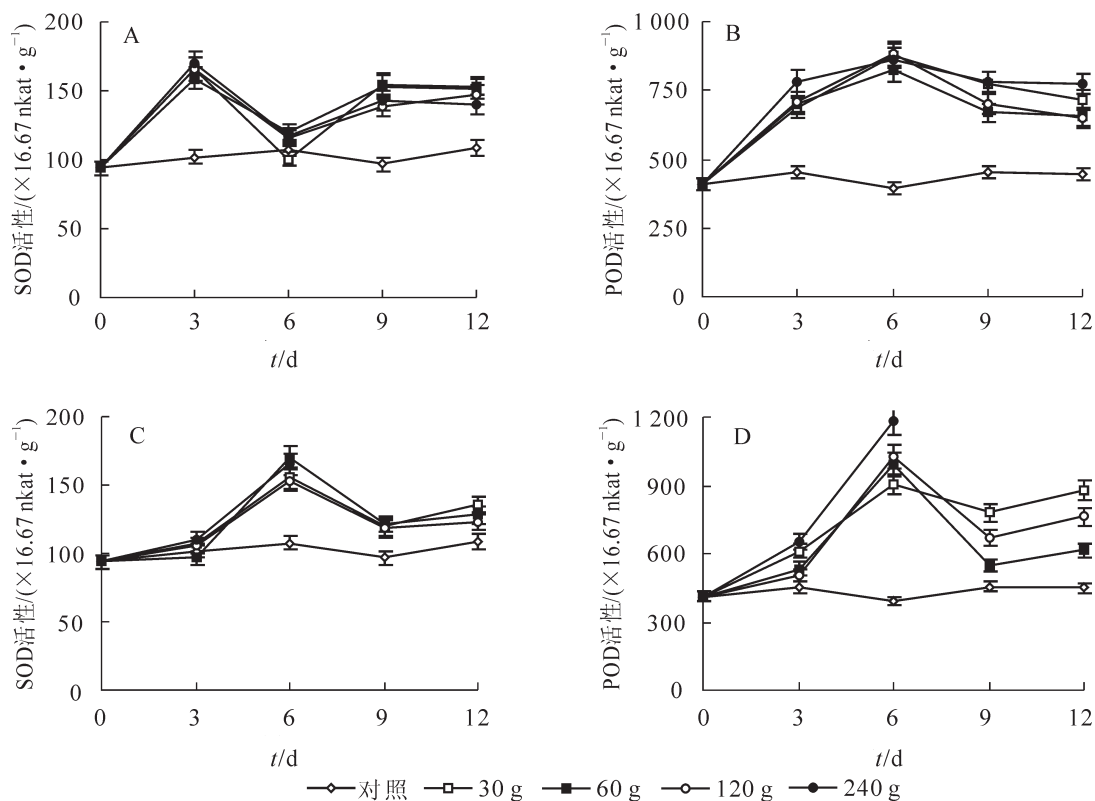 A
SOD活性/(×16.67 nkat·g⁻¹)
200
150
100
50
0
0 3 6 9 12
t/d
B
POD活性/(×16.67 nkat·g⁻¹)
1 000
750
500
250
0
0 3 6 9 12
t/d
C
SOD活性/(×16.67 nkat·g⁻¹)
200
150
100
50
0
0 3 6 9 12
t/d
D
POD活性/(×16.67 nkat·g⁻¹)
1 200
900
600
300
0
0 3 6 9 12
t/d
对照 30 g 60 g 120 g 240 g